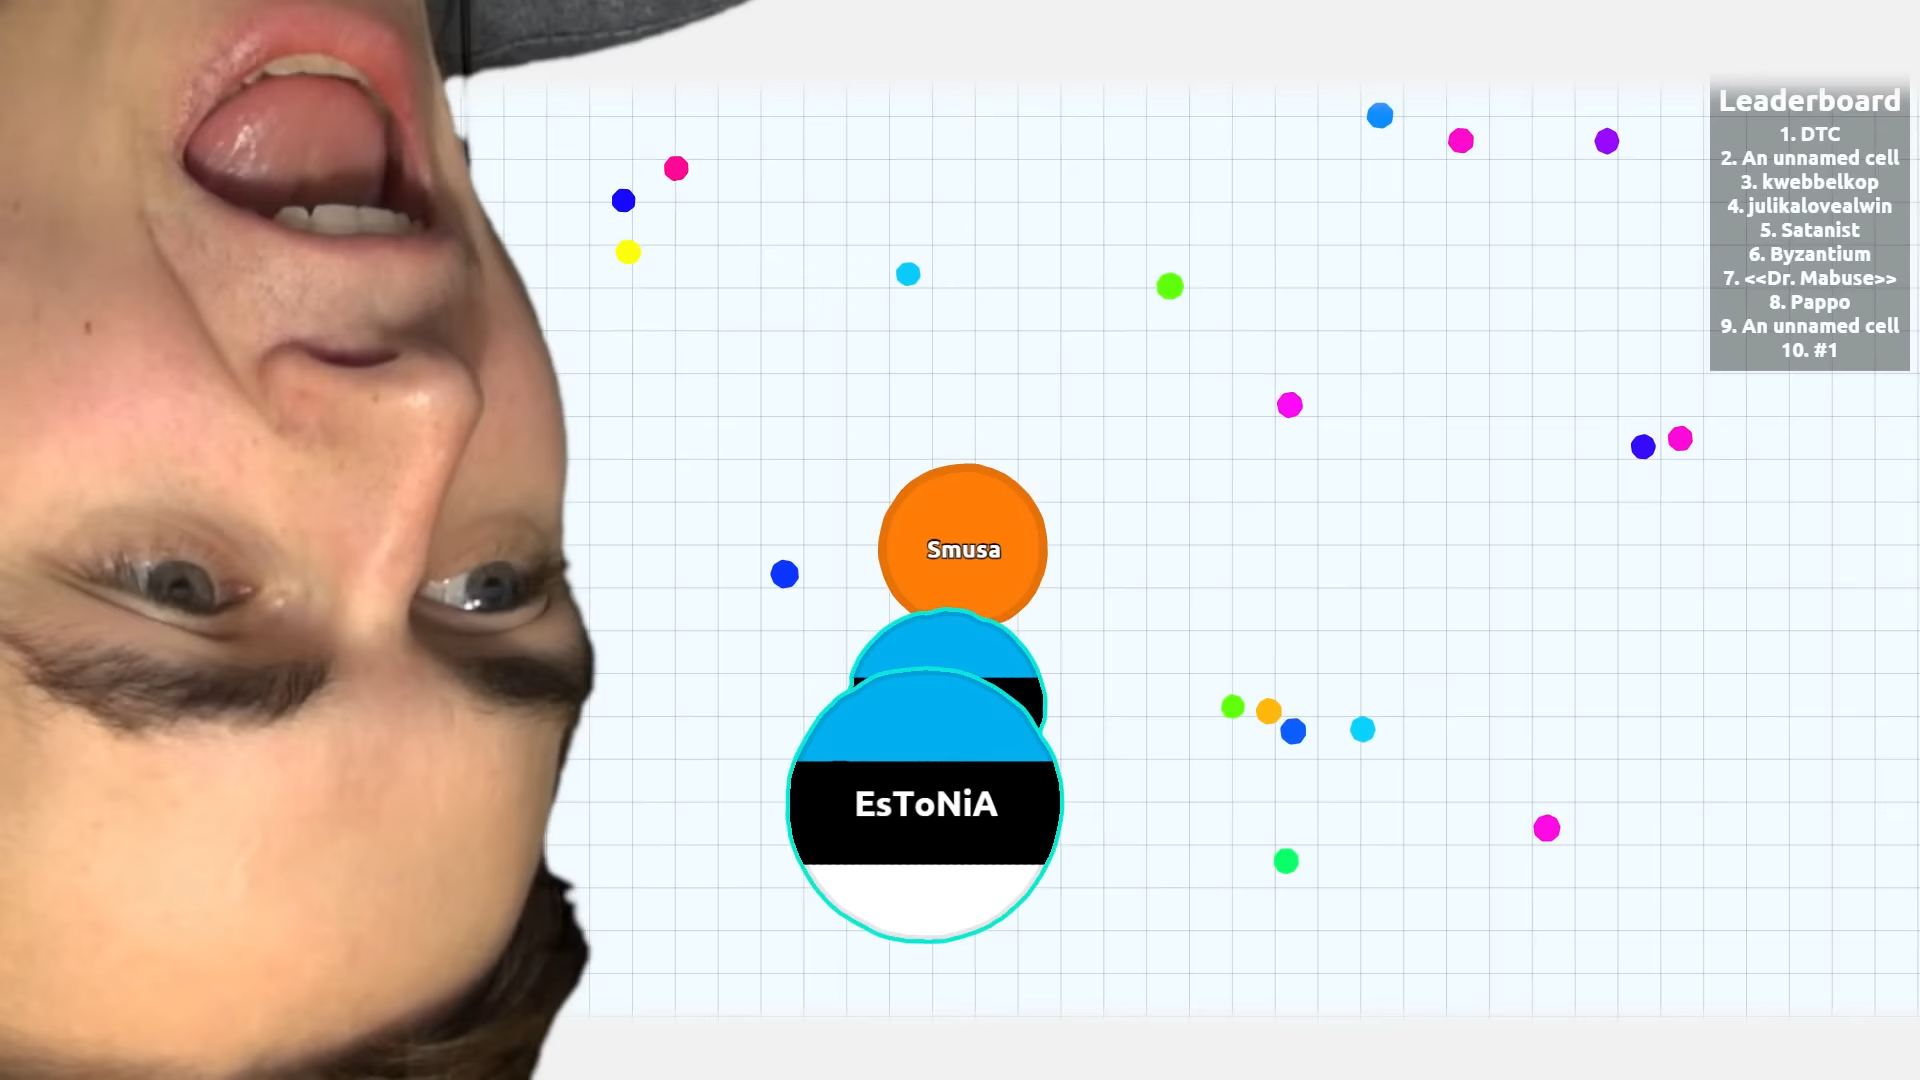 Leaderboard
1. DTC
2. An unnamed cell
3. kwebbelkop
4. julikalovealwin
5. Satanist
6. Byzantium
7. <<Dr. Mabuse>>
8. Pappo
9. An unnamed cell
10. #1
Smusa
EsToNiA